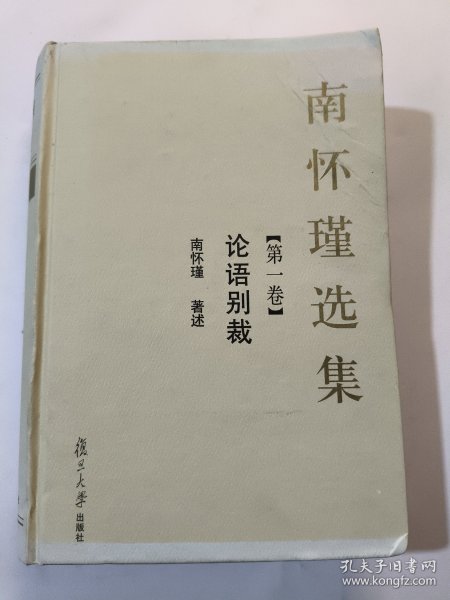 南怀瑾选集
【第一卷】
论语别裁
南怀瑾 著述
復旦大学
出版社
孔夫子旧书网
www.kongfz.com